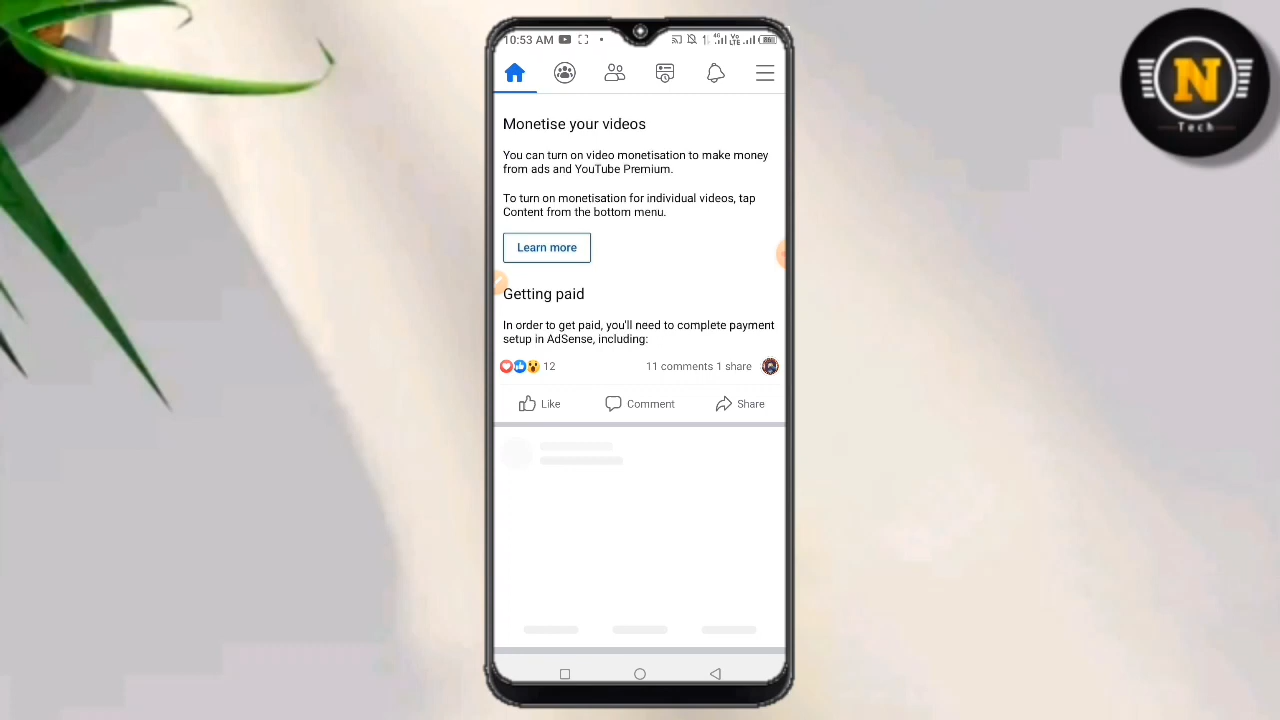 10:53 AM
N
Tech
Monetise your videos
You can turn on video monetisation to make money
from ads and YouTube Premium.
To turn on monetisation for individual videos, tap
Content from the bottom menu.
Learn more
Getting paid
In order to get paid, you'll need to complete payment
setup in AdSense, including:
12 11 comments 1 share
Like Comment Share